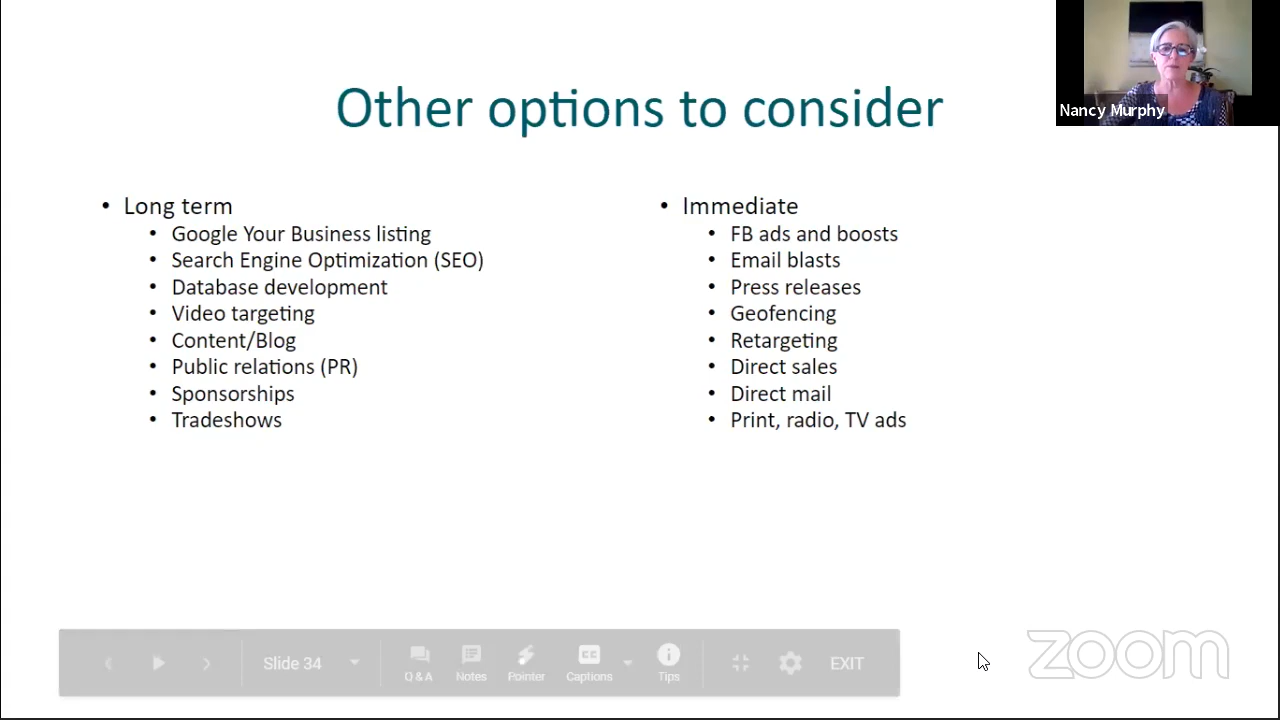 Other options to consider
Nancy Murphy
• Long term
• Google Your Business listing
• Search Engine Optimization (SEO)
• Database development
• Video targeting
• Content/Blog
• Public relations (PR)
• Sponsorships
• Tradeshows
• Immediate
• FB ads and boosts
• Email blasts
• Press releases
• Geofencing
• Retargeting
• Direct sales
• Direct mail
• Print, radio, TV ads
Slide 34
Q & A
Notes
Pointer
CC
Captions
Tips
EXIT
zoom